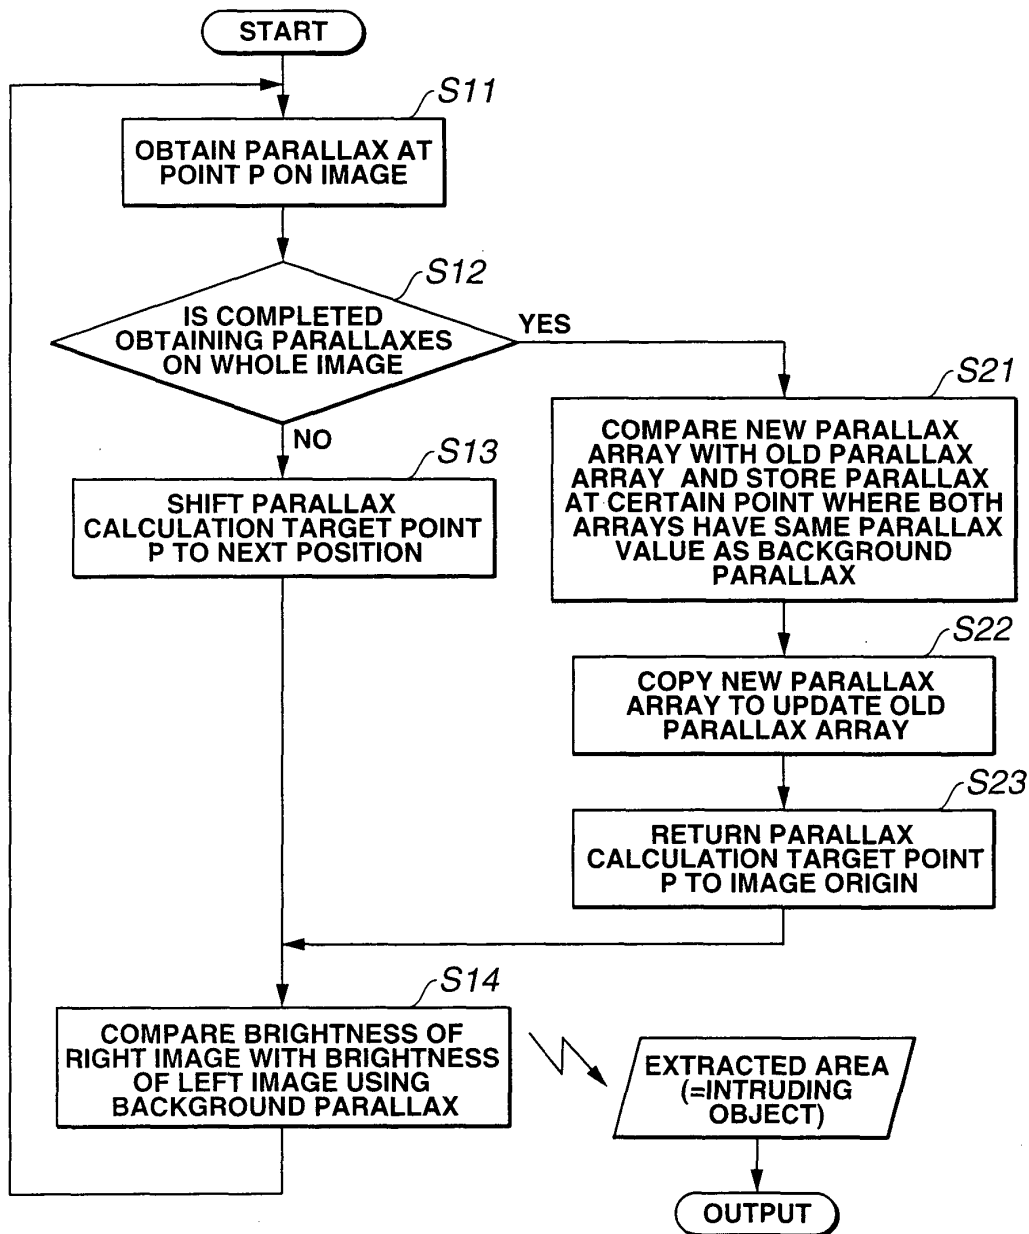 START
S11
OBTAIN PARALLAX AT
POINT P ON IMAGE
S12
IS COMPLETED
OBTAINING PARALLAXES
ON WHOLE IMAGE
YES
NO
S13
SHIFT PARALLAX
CALCULATION TARGET POINT
P TO NEXT POSITION
S21
COMPARE NEW PARALLAX
ARRAY WITH OLD PARALLAX
ARRAY AND STORE PARALLAX
AT CERTAIN POINT WHERE BOTH
ARRAYS HAVE SAME PARALLAX
VALUE AS BACKGROUND
PARALLAX
S22
COPY NEW PARALLAX
ARRAY TO UPDATE OLD
PARALLAX ARRAY
S23
RETURN PARALLAX
CALCULATION TARGET POINT
P TO IMAGE ORIGIN
S14
COMPARE BRIGHTNESS OF
RIGHT IMAGE WITH BRIGHTNESS
OF LEFT IMAGE USING
BACKGROUND PARALLAX
EXTRACTED AREA
(=INTRUDING
OBJECT)
OUTPUT